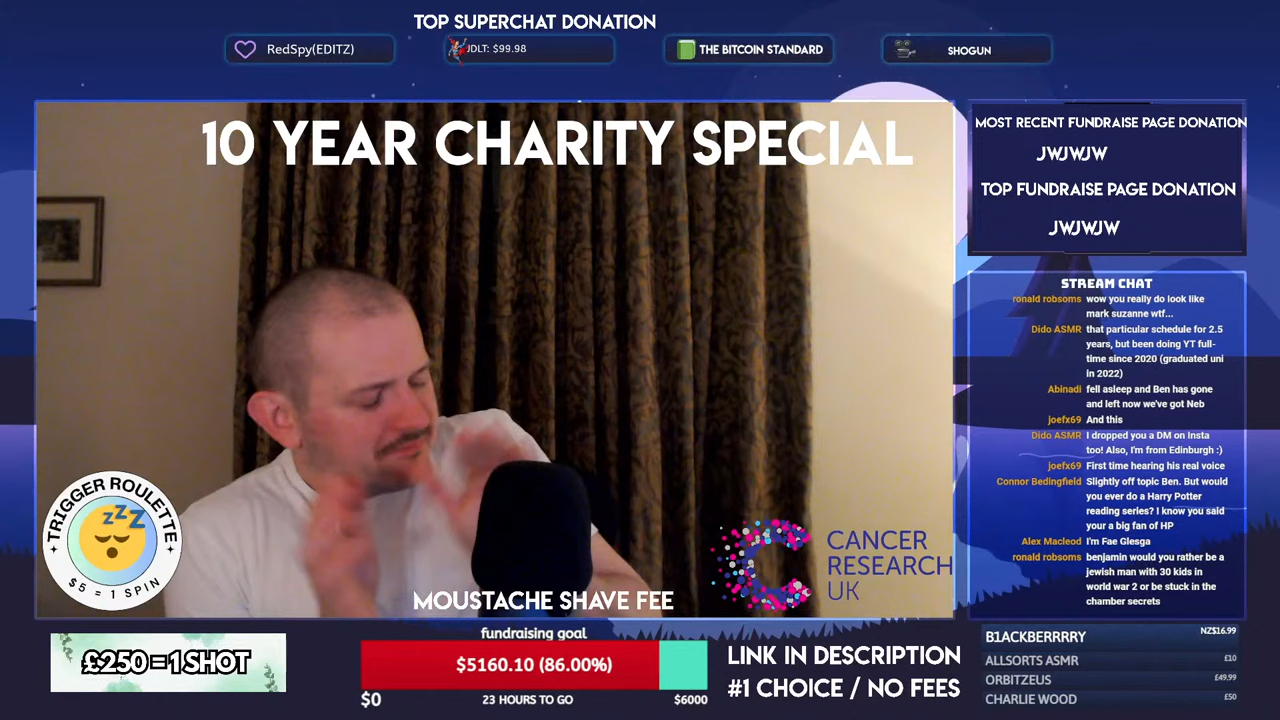 TOP SUPERCHAT DONATION
RedSpy(EDITZ)
JDLT: $99.98
THE BITCOIN STANDARD
SHOGUN
10 YEAR CHARITY SPECIAL
MOST RECENT FUNDRAISE PAGE DONATION
JWJWJW
TOP FUNDRAISE PAGE DONATION
JWJWJW
STREAM CHAT
ronald robsoms wow you really do look like
mark suzanne wtf...
Dido ASMR that particular schedule for 2.5
years, but been doing YT full-
time since 2020 (graduated uni
in 2022)
Abinadi fell asleep and Ben has gone
and left now we've got Neb
joefx69 And this
Dido ASMR I dropped you a DM on Insta
too! Also, I'm from Edinburgh :)
joefx69 First time hearing his real voice
Connor Bedingfield Slightly off topic Ben. But would
you ever do a Harry Potter
reading series? I know you said
your a big fan of HP
Alex Macleod I'm Fae Glesga
ronald robsoms benjamin would you rather be a
jewish man with 30 kids in
world war 2 or be stuck in the
chamber secrets
TRIGGER ROULETTE
zzz
$5 = 1 SPIN
CANCER
RESEARCH
UK
MOUSTACHE SHAVE FEE
£250 = 1 SHOT
fundraising goal
$5160.10 (86.00%)
$0
23 HOURS TO GO
$6000
LINK IN DESCRIPTION
#1 CHOICE / NO FEES
B1ACKBERRRRY NZ$16.99
ALLSORTS ASMR £10
ORBITZEUS £49.99
CHARLIE WOOD £50